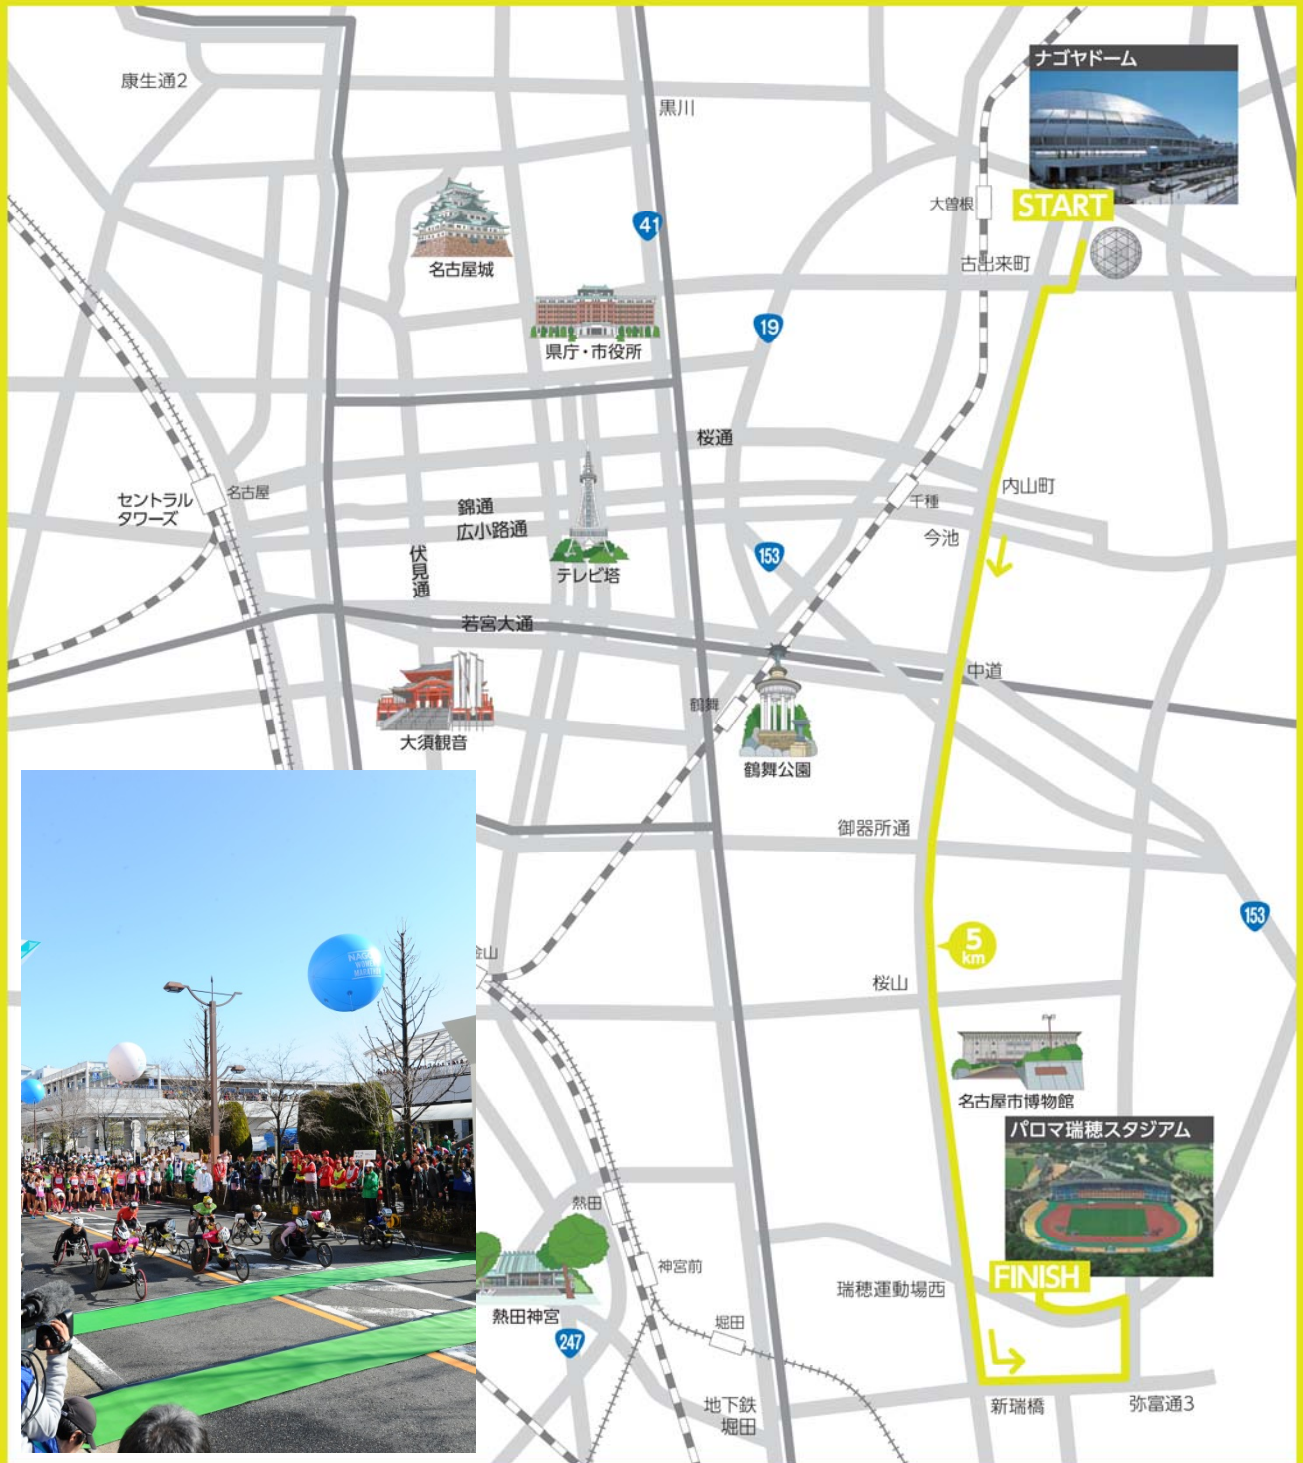 ナゴヤドーム
康生通2
黒川
大曽根
START
41
古出来町
名古屋城
県庁・市役所
19
桜通
セントラル
タワーズ
名古屋
錦通
広小路通
伏見通
千種
内山町
今池
153
テレビ塔
若宮大通
中道
鶴舞
大須観音
鶴舞公園
御器所通
153
5
km
金山
桜山
名古屋市博物館
パロマ瑞穂スタジアム
熱田
神宮前
瑞穂運動場西
FINISH
熱田神宮
247
堀田
地下鉄
堀田
新瑞橋
弥富通3
MARATHON